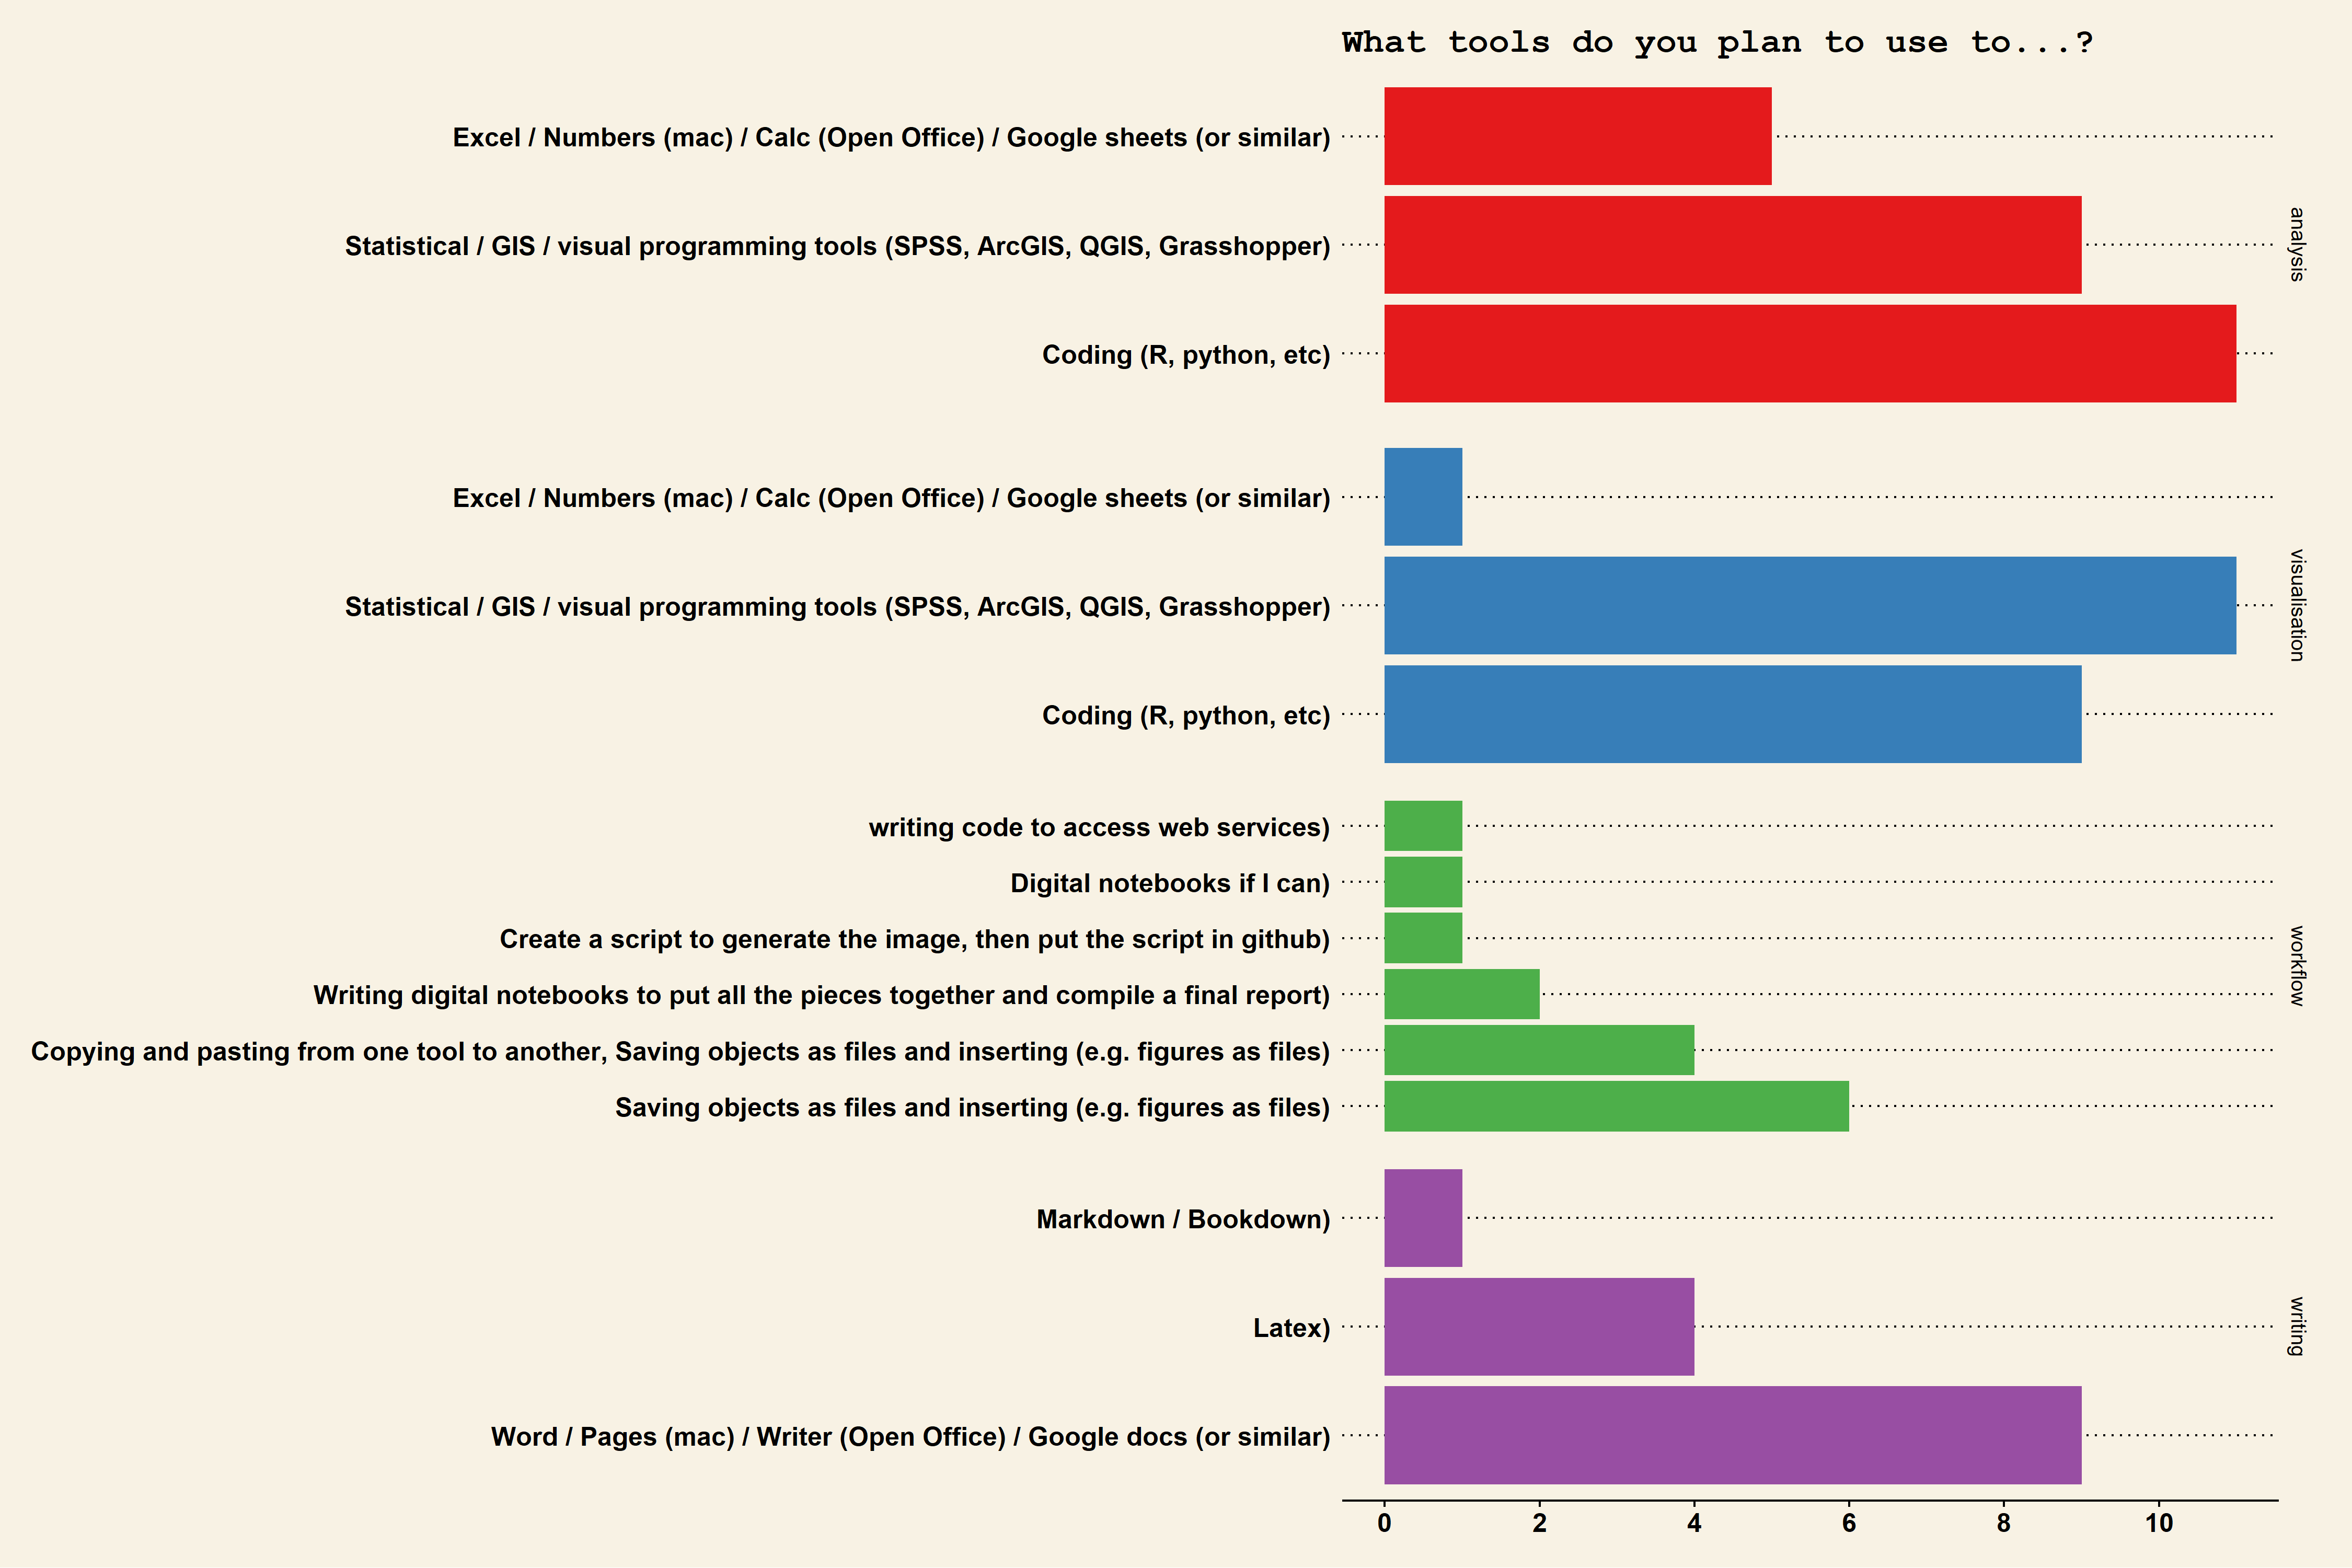 What tools do you plan to use to...?
Excel / Numbers (mac) / Calc (Open Office) / Google sheets (or similar)
Statistical / GIS / visual programming tools (SPSS, ArcGIS, QGIS, Grasshopper)
Coding (R, python, etc)
analysis
Excel / Numbers (mac) / Calc (Open Office) / Google sheets (or similar)
Statistical / GIS / visual programming tools (SPSS, ArcGIS, QGIS, Grasshopper)
Coding (R, python, etc)
visualisation
writing code to access web services)
Digital notebooks if I can)
Create a script to generate the image, then put the script in github)
Writing digital notebooks to put all the pieces together and compile a final report)
Copying and pasting from one tool to another, Saving objects as files and inserting (e.g. figures as files)
Saving objects as files and inserting (e.g. figures as files)
workflow
Markdown / Bookdown)
Latex)
Word / Pages (mac) / Writer (Open Office) / Google docs (or similar)
writing
0 2 4 6 8 10